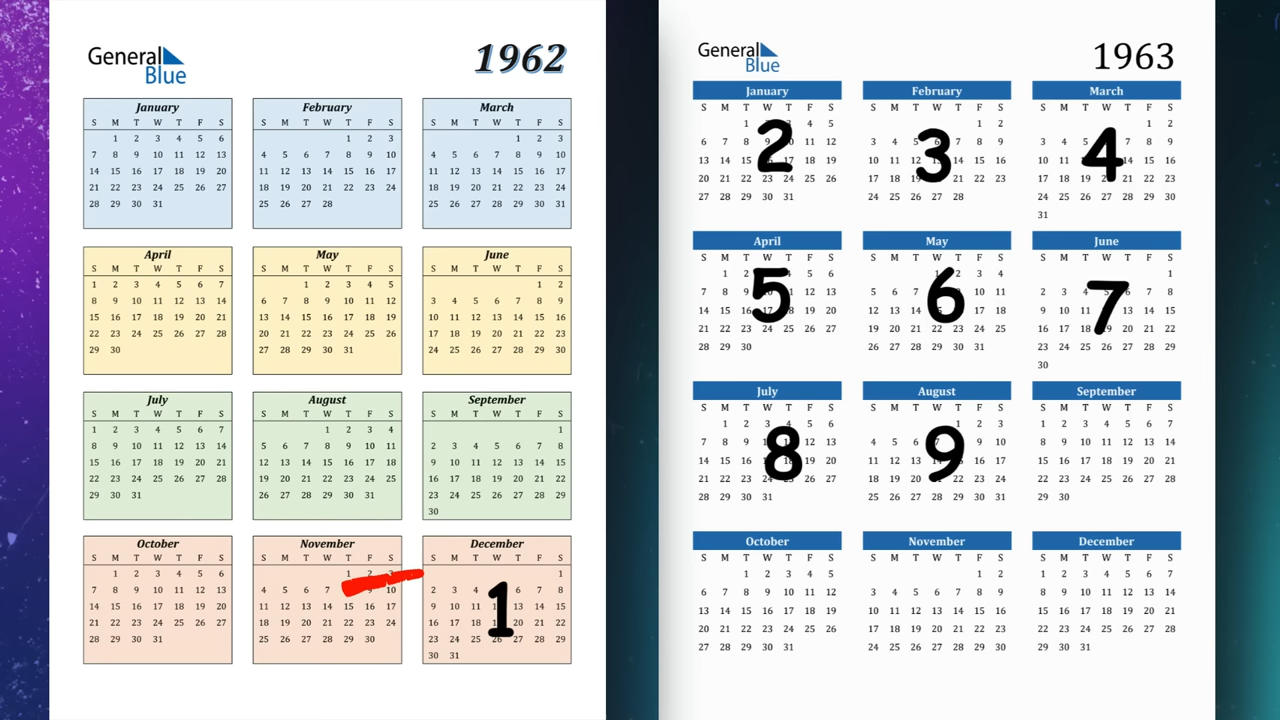 General
Blue
1962
January
S M T W T F S
1 2 3 4 5 6
7 8 9 10 11 12 13
14 15 16 17 18 19 20
21 22 23 24 25 26 27
28 29 30 31
February
S M T W T F S
1 2 3
4 5 6 7 8 9 10
11 12 13 14 15 16 17
18 19 20 21 22 23 24
25 26 27 28
March
S M T W T F S
1 2 3
4 5 6 7 8 9 10
11 12 13 14 15 16 17
18 19 20 21 22 23 24
25 26 27 28 29 30 31
April
S M T W T F S
1 2 3 4 5 6 7
8 9 10 11 12 13 14
15 16 17 18 19 20 21
22 23 24 25 26 27 28
29 30
May
S M T W T F S
1 2 3 4 5
6 7 8 9 10 11 12
13 14 15 16 17 18 19
20 21 22 23 24 25 26
27 28 29 30 31
June
S M T W T F S
1 2
3 4 5 6 7 8 9
10 11 12 13 14 15 16
17 18 19 20 21 22 23
24 25 26 27 28 29 30
July
S M T W T F S
1 2 3 4 5 6 7
8 9 10 11 12 13 14
15 16 17 18 19 20 21
22 23 24 25 26 27 28
29 30 31
August
S M T W T F S
1 2 3 4
5 6 7 8 9 10 11
12 13 14 15 16 17 18
19 20 21 22 23 24 25
26 27 28 29 30 31
September
S M T W T F S
1
2 3 4 5 6 7 8
9 10 11 12 13 14 15
16 17 18 19 20 21 22
23 24 25 26 27 28 29
30
October
S M T W T F S
1 2 3 4 5 6
7 8 9 10 11 12 13
14 15 16 17 18 19 20
21 22 23 24 25 26 27
28 29 30 31
November
S M T W T F S
1 2 3
4 5 6 7 9 10
11 12 13 14 15 16 17
18 19 20 21 22 23 24
25 26 27 28 29 30
December
S M T W T F S
1
2 3 4 6 7 8
9 10 11 13 14 15
16 17 18 20 21 22
23 24 25 26 27 28 29
30 31
1
General
Blue
1963
January
S M T W T F S
1 4 5
6 7 8 9 10 11 12
13 14 15 17 18 19
20 21 22 23 24 25 26
27 28 29 30 31
2
February
S M T W T F S
1 2
3 4 5 7 8 9
10 11 12 14 15 16
17 18 19 21 22 23
24 25 26 27 28
3
March
S M T W T F S
1 2
3 4 5 7 8 9
10 11 14 15 16
17 18 19 21 22 23
24 25 26 27 28 29 30
31
4
April
S M T W T F S
1 2 4 5 6
7 8 9 11 12 13
14 15 16 17 18 19 20
21 22 23 24 25 26 27
28 29 30
5
May
S M T W T F S
1 2 3 4
5 6 7 9 10 11
12 13 14 17 18
19 20 21 22 23 24 25
26 27 28 29 30 31
6
June
S M T W T F S
1
2 3 4 6 7 8
9 10 11 13 14 15
16 17 18 20 21 22
23 24 25 26 27 28 29
30
7
July
S M T W T F S
1 2 3 4 5 6
7 8 9 11 12 13
14 15 16 18 19 20
21 22 23 25 26 27
28 29 30 31
8
August
S M T W T F S
1 2 3
4 5 6 9 10
11 12 13 14 16 17
18 19 20 21 22 23 24
25 26 27 28 29 30 31
9
September
S M T W T F S
1 2 3 4 5 6 7
8 9 10 11 12 13 14
15 16 17 18 19 20 21
22 23 24 25 26 27 28
29 30
October
S M T W T F S
1 2 3 4 5
6 7 8 9 10 11 12
13 14 15 16 17 18 19
20 21 22 23 24 25 26
27 28 29 30 31
November
S M T W T F S
1 2
3 4 5 6 7 8 9
10 11 12 13 14 15 16
17 18 19 20 21 22 23
24 25 26 27 28 29 30
December
S M T W T F S
1 2 3 4 5 6 7
8 9 10 11 12 13 14
15 16 17 18 19 20 21
22 23 24 25 26 27 28
29 30 31